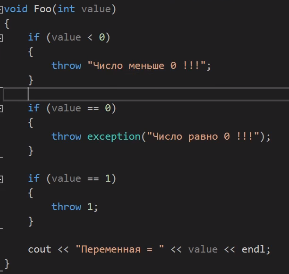 void Foo(int value)
{
    if (value < 0)
    {
        throw "Число меньше 0 !!!";
    }

    if (value == 0)
    {
        throw exception("Число равно 0 !!!");
    }

    if (value == 1)
    {
        throw 1;
    }

    cout << "Переменная = " << value << endl;
}